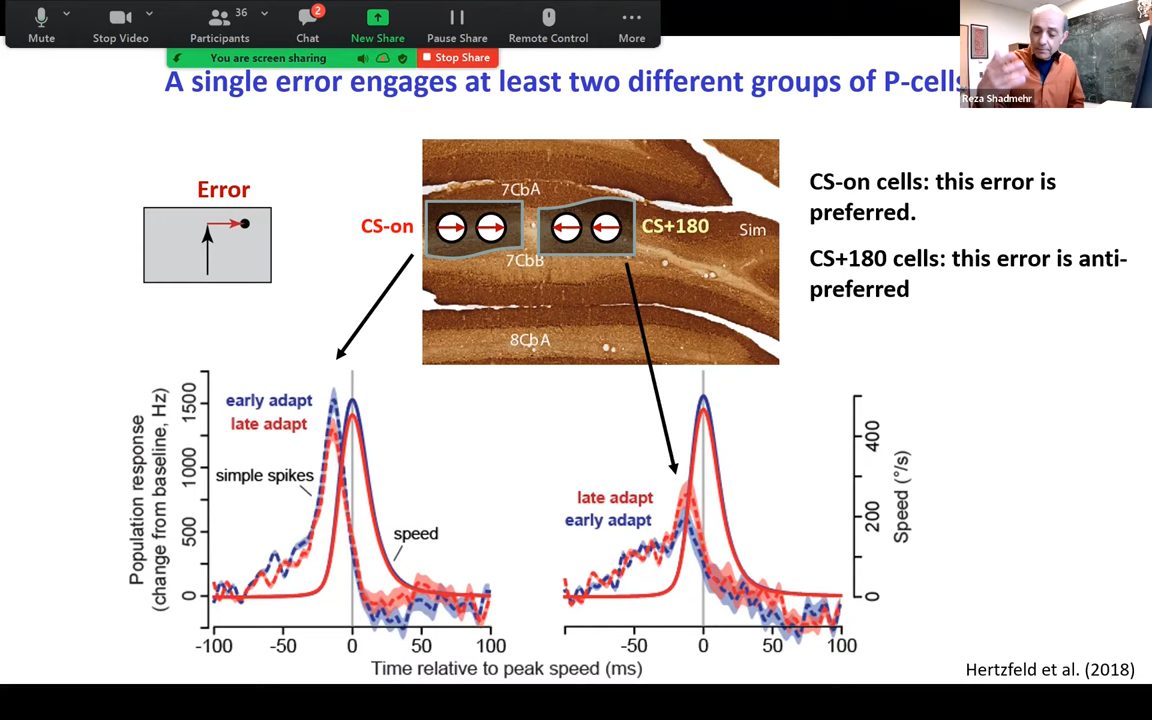 Mute
Stop Video
36
Participants
2
Chat
New Share
Pause Share
Remote Control
More
You are screen sharing
Stop Share
Reza Shadmehr
A single error engages at least two different groups of P-cells
Error
7CbA
CS-on
CS+180
Sim
7CbB
8CbA
CS-on cells: this error is
preferred.
CS+180 cells: this error is anti-
preferred
Population response
(change from baseline, Hz)
1500
1000
500
0
early adapt
late adapt
simple spikes
speed
-100
-50
0
50
100
late adapt
early adapt
-50
0
50
100
400
200
0
Speed (°/s)
Time relative to peak speed (ms)
Hertzfeld et al. (2018)